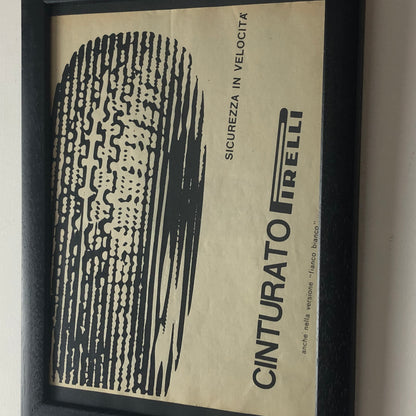 SICUREZZA IN VELOCITÀ
CINTURATO PIRELLI
anche nella versione "fianco bianco"